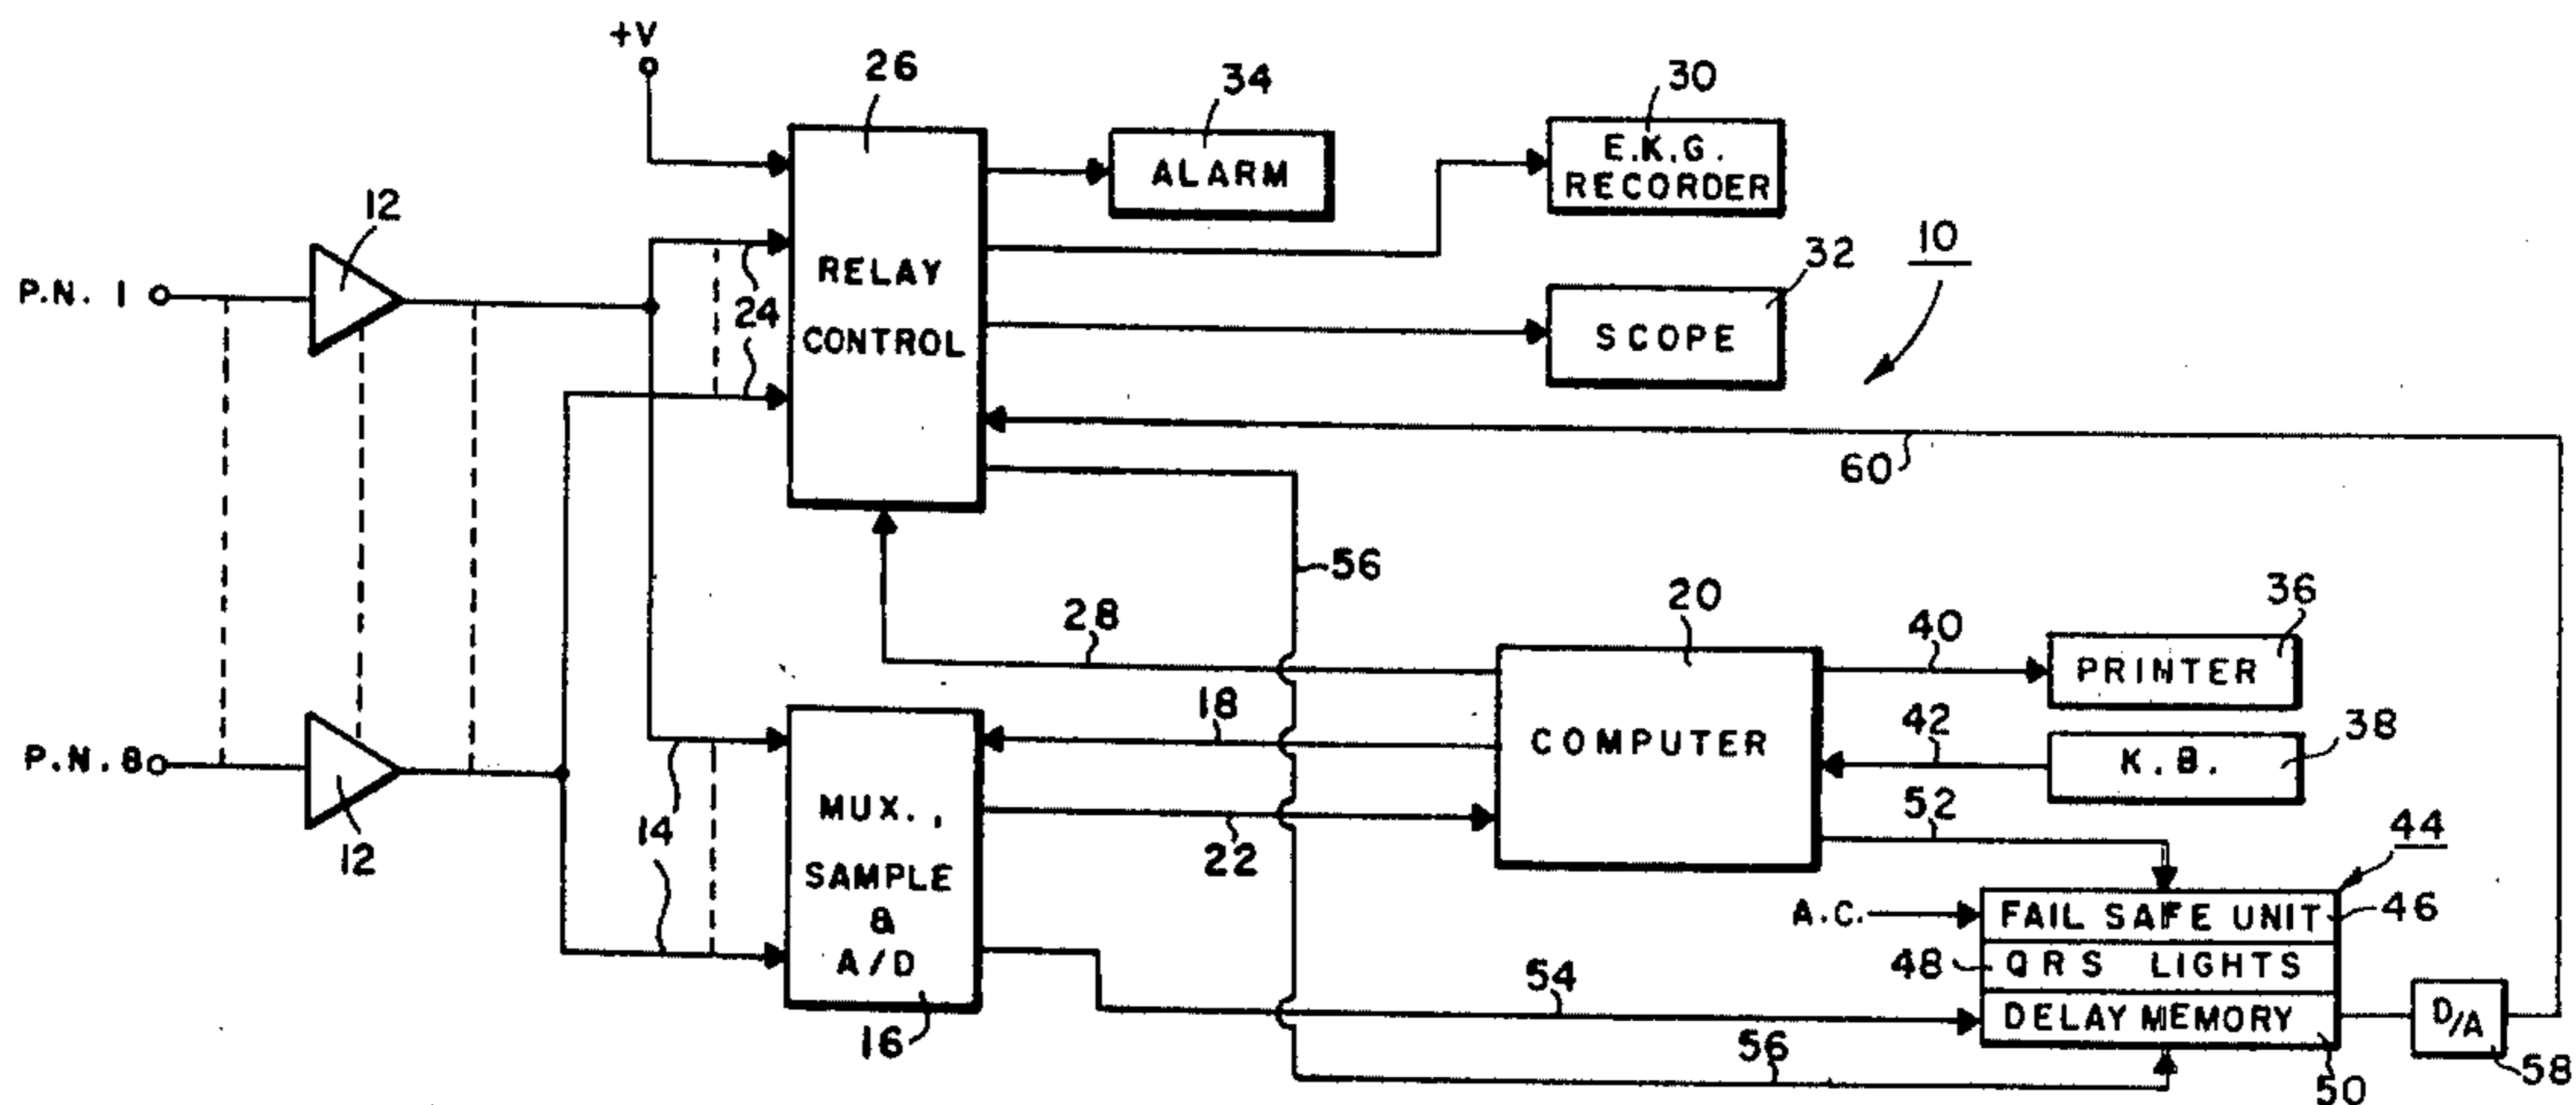 +V
26
34
30
ALARM
E.K.G.
RECORDER
12
10
32
P.N. 1
24
RELAY
CONTROL
SCOPE
60
56
28
20
40
36
PRINTER
P.N. 8
18
COMPUTER
42
K.B.
38
12
14
MUX.,
SAMPLE
&
A/D
22
52
44
A.C.
FAIL SAFE UNIT
46
48
QRS LIGHTS
54
DELAY MEMORY
D/A
16
56
50
58